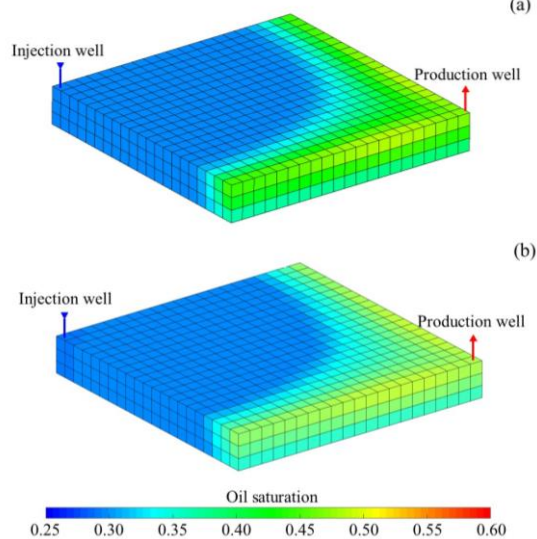 (a)
Injection well
Production well
(b)
Injection well
Production well
Oil saturation
0.25 0.30 0.35 0.40 0.45 0.50 0.55 0.60